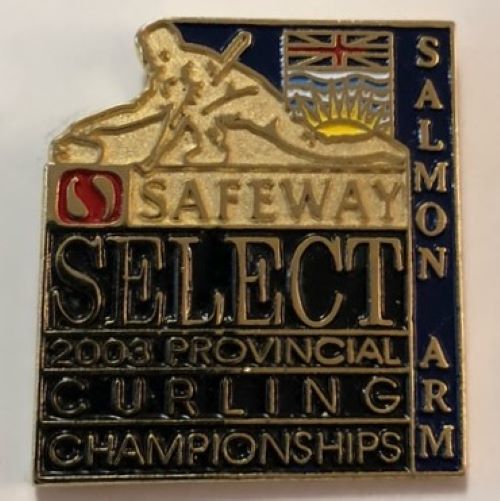 SAFEWAY
SELECT
2003 PROVINCIAL
CURLING
CHAMPIONSHIPS
SALMON ARM